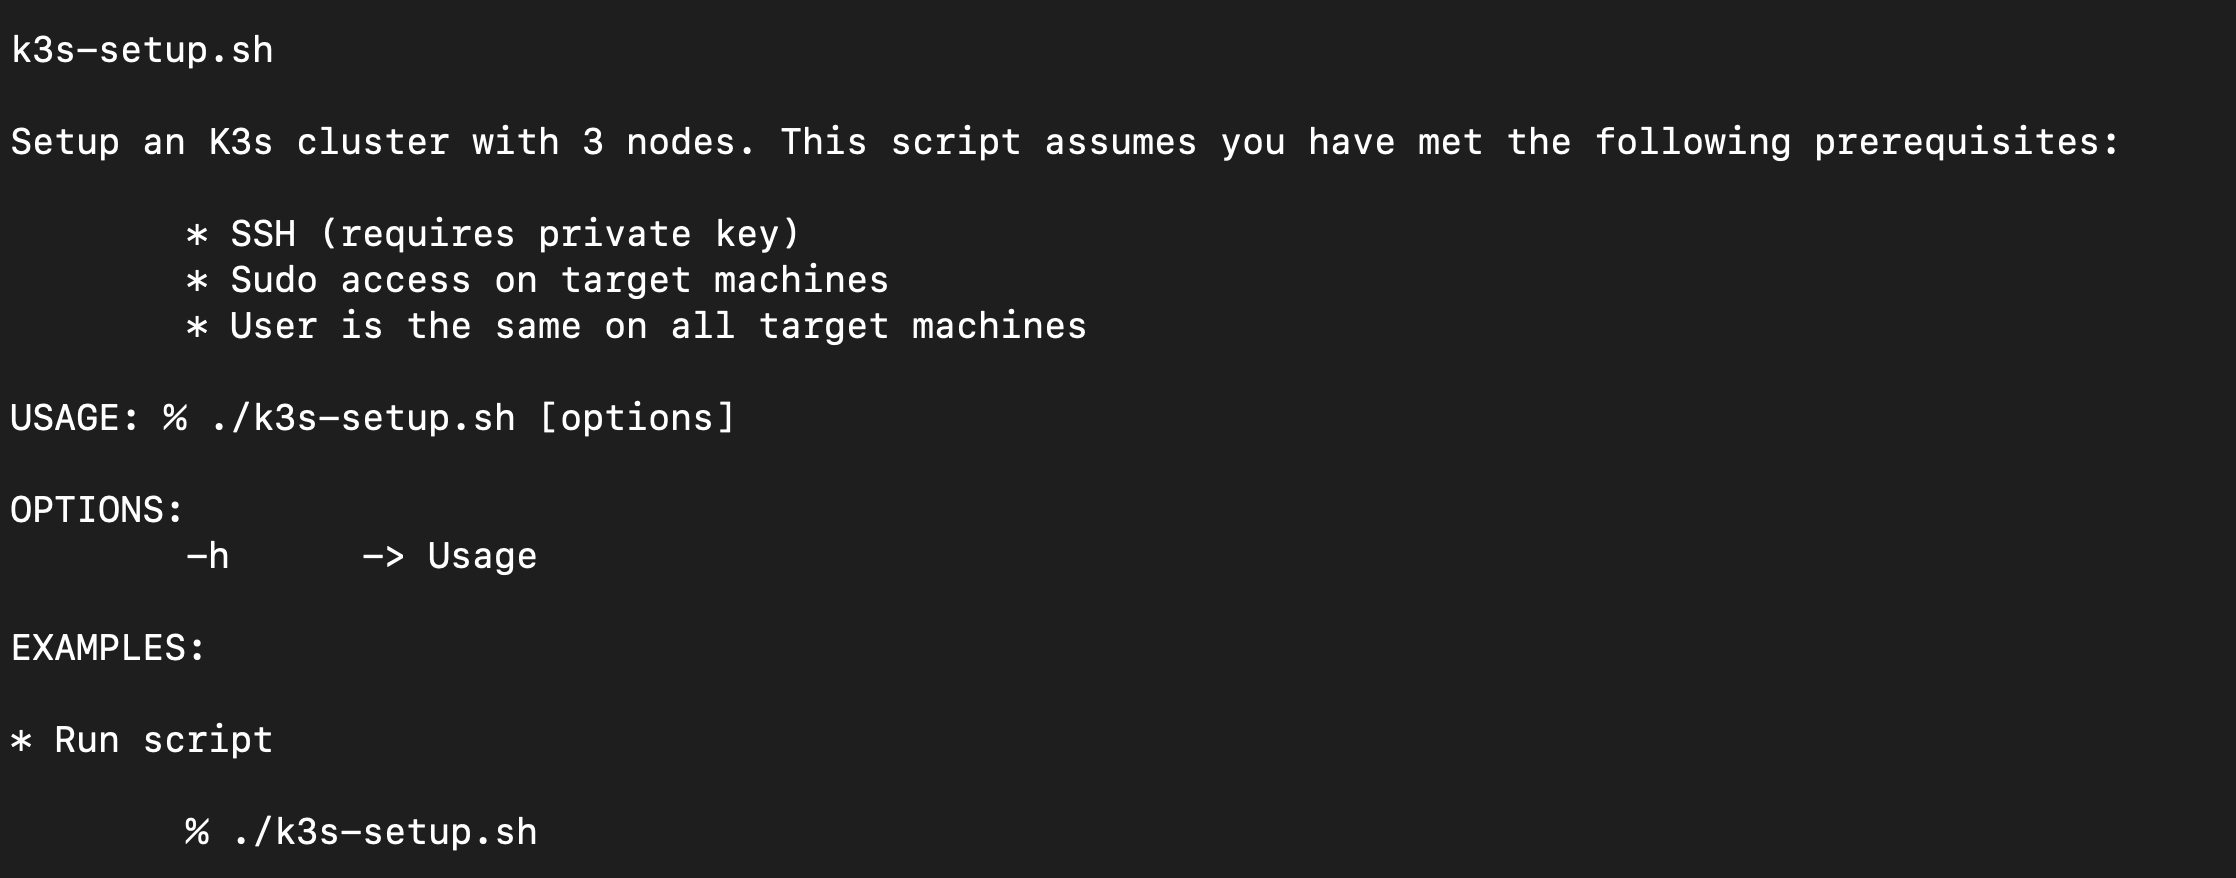 k3s-setup.sh
Setup an K3s cluster with 3 nodes. This script assumes you have met the following prerequisites:
* SSH (requires private key)
* Sudo access on target machines
* User is the same on all target machines
USAGE: % ./k3s-setup.sh [options]
OPTIONS:
-h -> Usage
EXAMPLES:
* Run script
% ./k3s-setup.sh